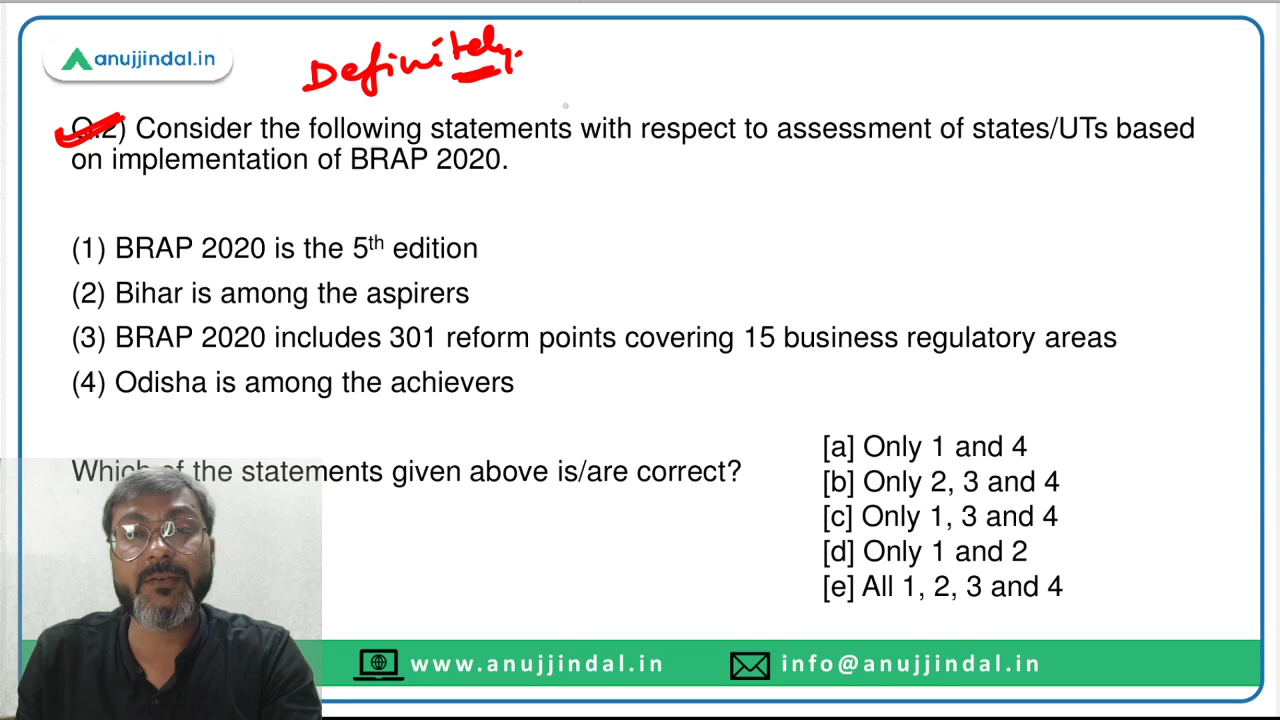 anujjindal.in
Definitely.
Q.2) Consider the following statements with respect to assessment of states/UTs based
on implementation of BRAP 2020.
(1) BRAP 2020 is the 5th edition
(2) Bihar is among the aspirers
(3) BRAP 2020 includes 301 reform points covering 15 business regulatory areas
(4) Odisha is among the achievers
Which of the statements given above is/are correct?
[a] Only 1 and 4
[b] Only 2, 3 and 4
[c] Only 1, 3 and 4
[d] Only 1 and 2
[e] All 1, 2, 3 and 4
www.anujjindal.in
info@anujjindal.in